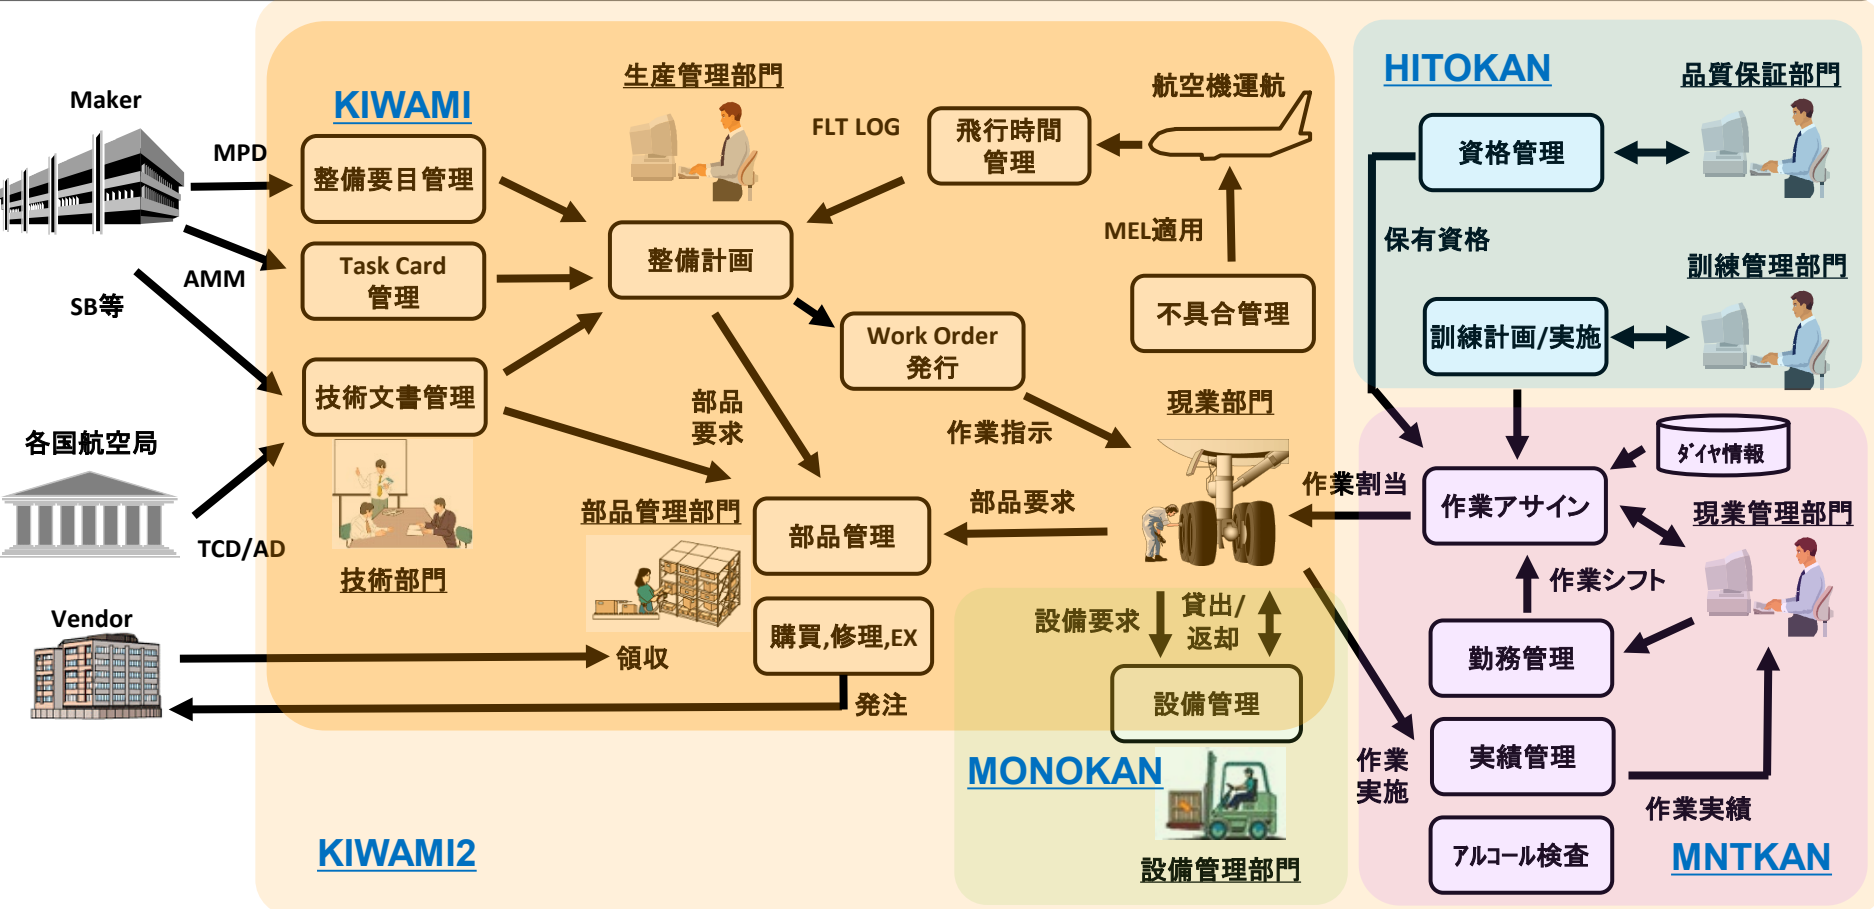 Maker
MPD
AMM
SB等
各国航空局
TCD/AD
Vendor
KIWAMI
整備要目管理
Task Card
管理
技術文書管理
技術部門
生産管理部門
整備計画
FLT LOG
飛行時間
管理
航空機運航
MEL適用
不具合管理
Work Order
発行
作業指示
現業部門
部品
要求
部品管理部門
部品管理
部品要求
購買,修理,EX
領収
発注
設備要求
貸出/
返却
設備管理
MONOKAN
設備管理部門
KIWAMI2
HITOKAN
品質保証部門
資格管理
保有資格
訓練管理部門
訓練計画/実施
ﾀﾞｲﾔ情報
作業割当
作業アサイン
現業管理部門
作業シフト
勤務管理
作業
実施
実績管理
作業実績
ｱﾙｺｰﾙ検査
MNTKAN